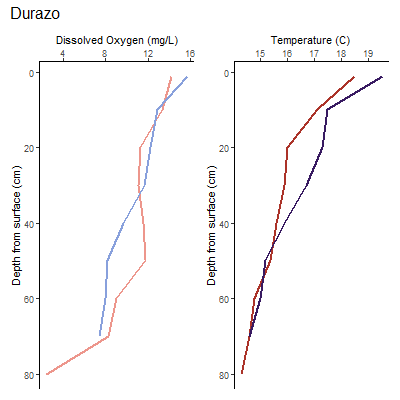 Durazo
Dissolved Oxygen (mg/L)
4 8 12 16
0
20
40
60
80
Depth from surface (cm)
Temperature (C)
15 16 17 18 19
0
20
40
60
80
Depth from surface (cm)